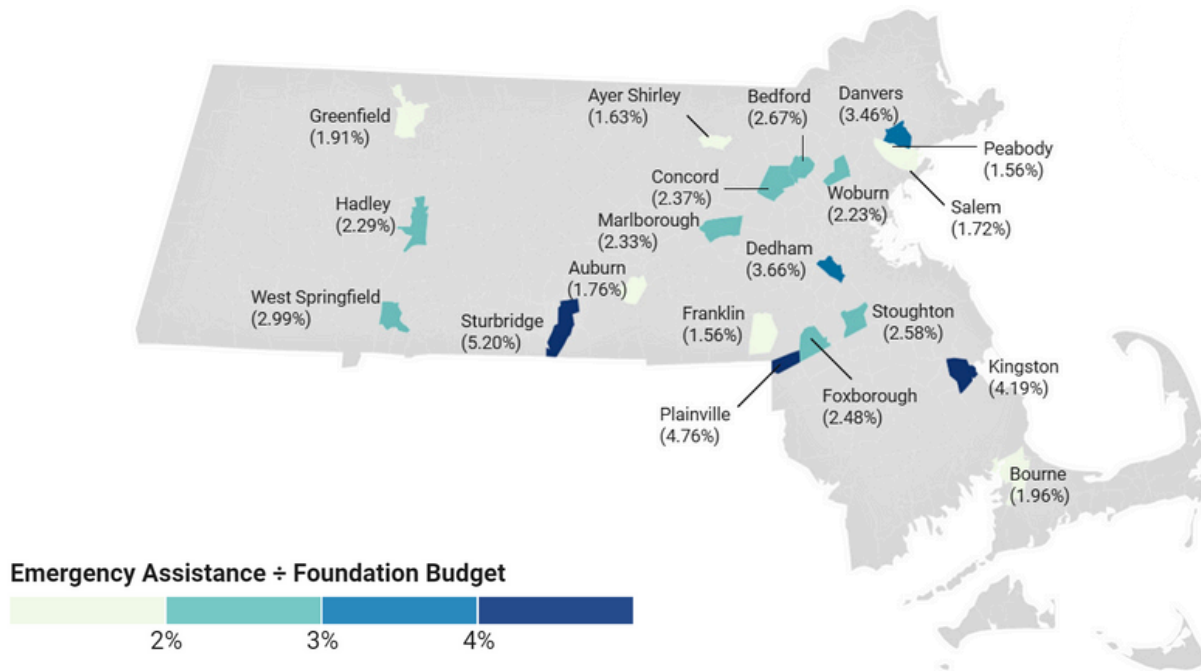 Ayer Shirley
(1.63%)
Bedford
(2.67%)
Danvers
(3.46%)
Greenfield
(1.91%)
Peabody
(1.56%)
Concord
(2.37%)
Woburn
(2.23%)
Salem
(1.72%)
Hadley
(2.29%)
Marlborough
(2.33%)
Dedham
(3.66%)
Auburn
(1.76%)
West Springfield
(2.99%)
Sturbridge
(5.20%)
Franklin
(1.56%)
Stoughton
(2.58%)
Kingston
(4.19%)
Foxborough
(2.48%)
Plainville
(4.76%)
Bourne
(1.96%)
Emergency Assistance ÷ Foundation Budget
2%
3%
4%